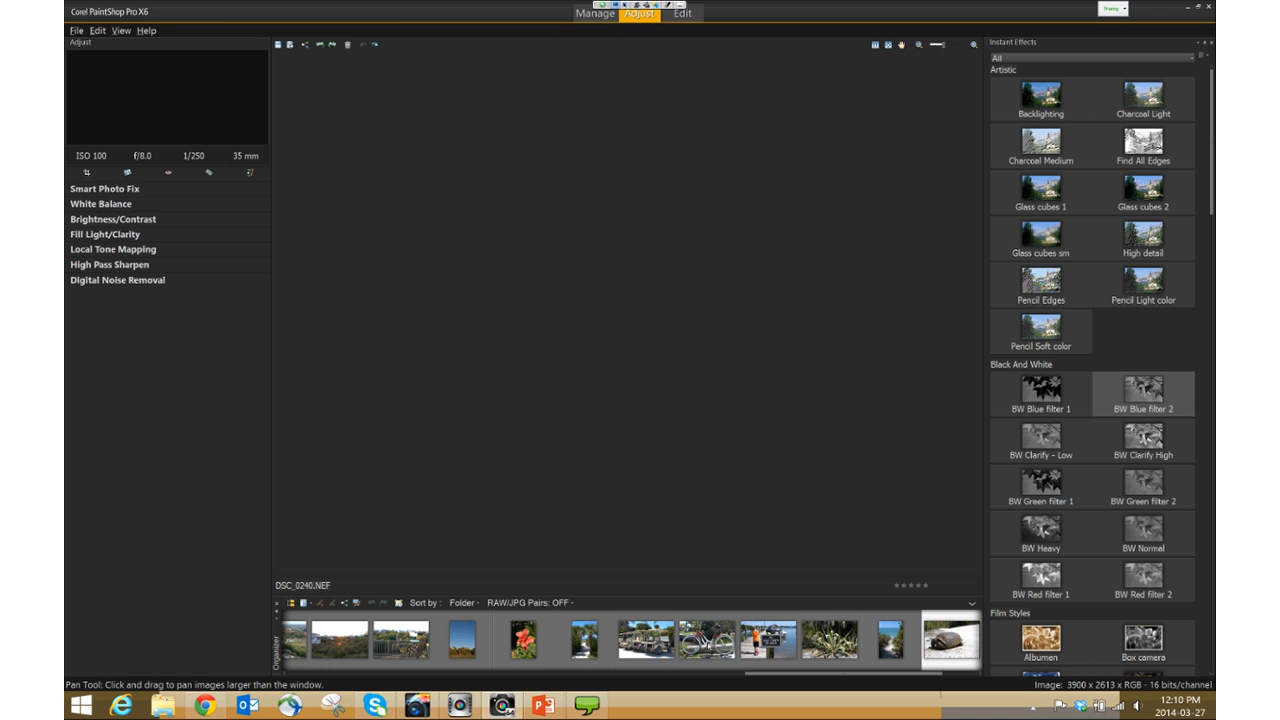 Corel PaintShop Pro X6
Manage Adjust Edit
Sharing
File Edit View Help
Adjust
Instant Effects
All
Artistic
Backlighting Charcoal Light
Charcoal Medium Find All Edges
Glass cubes 1 Glass cubes 2
Glass cubes sm High detail
Pencil Edges Pencil Light color
Pencil Soft color
ISO 100 f/8.0 1/250 35 mm
Smart Photo Fix
White Balance
Brightness/Contrast
Fill Light/Clarity
Local Tone Mapping
High Pass Sharpen
Digital Noise Removal
Black And White
BW Blue filter 1 BW Blue filter 2
BW Clarify - Low BW Clarify High
BW Green filter 1 BW Green filter 2
BW Heavy BW Normal
BW Red filter 1 BW Red filter 2
Film Styles
Albumen Box camera
DSC_0240.NEF
Sort by : Folder RAW/JPG Pairs: OFF
Organizer
Pan Tool: Click and drag to pan images larger than the window.
Image: 3900 x 2613 x RGB - 16 bits/channel
12:10 PM
2014-03-27